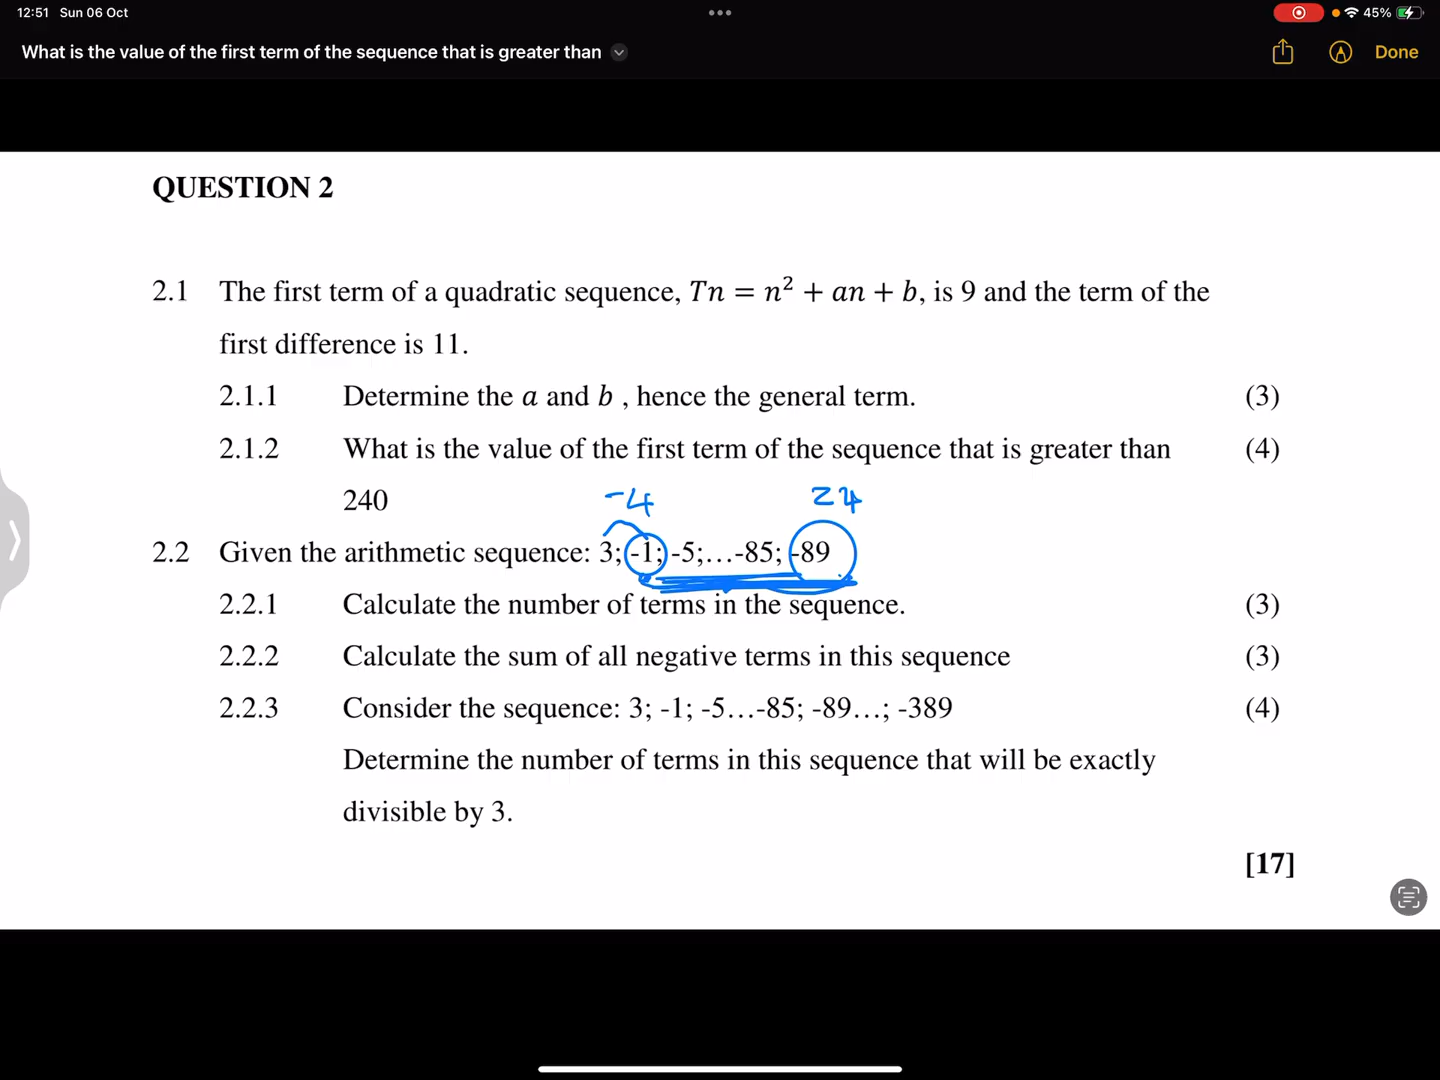 12:51 Sun 06 Oct
45%
What is the value of the first term of the sequence that is greater than
Done
QUESTION 2
2.1 The first term of a quadratic sequence, Tn = n² + an + b, is 9 and the term of the
first difference is 11.
2.1.1 Determine the a and b , hence the general term. (3)
2.1.2 What is the value of the first term of the sequence that is greater than (4)
240
-4 24
2.2 Given the arithmetic sequence: 3; -1; -5;…-85; -89
2.2.1 Calculate the number of terms in the sequence. (3)
2.2.2 Calculate the sum of all negative terms in this sequence (3)
2.2.3 Consider the sequence: 3; -1; -5…-85; -89…; -389 (4)
Determine the number of terms in this sequence that will be exactly
divisible by 3.
[17]